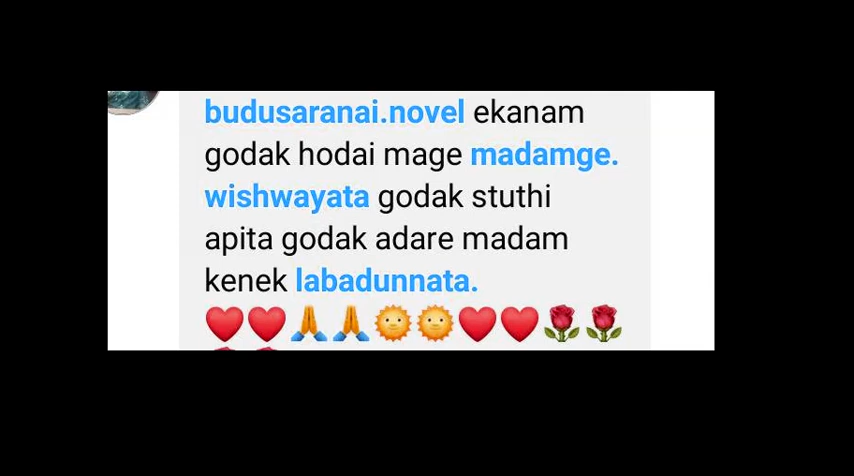 budusaranai.novel ekanam
godak hodai mage madamge.
wishwayata godak stuthi
apita godak adare madam
kenek labadunnata.
❤️❤️🙏🙏🌞🌞❤️❤️🌹🌹